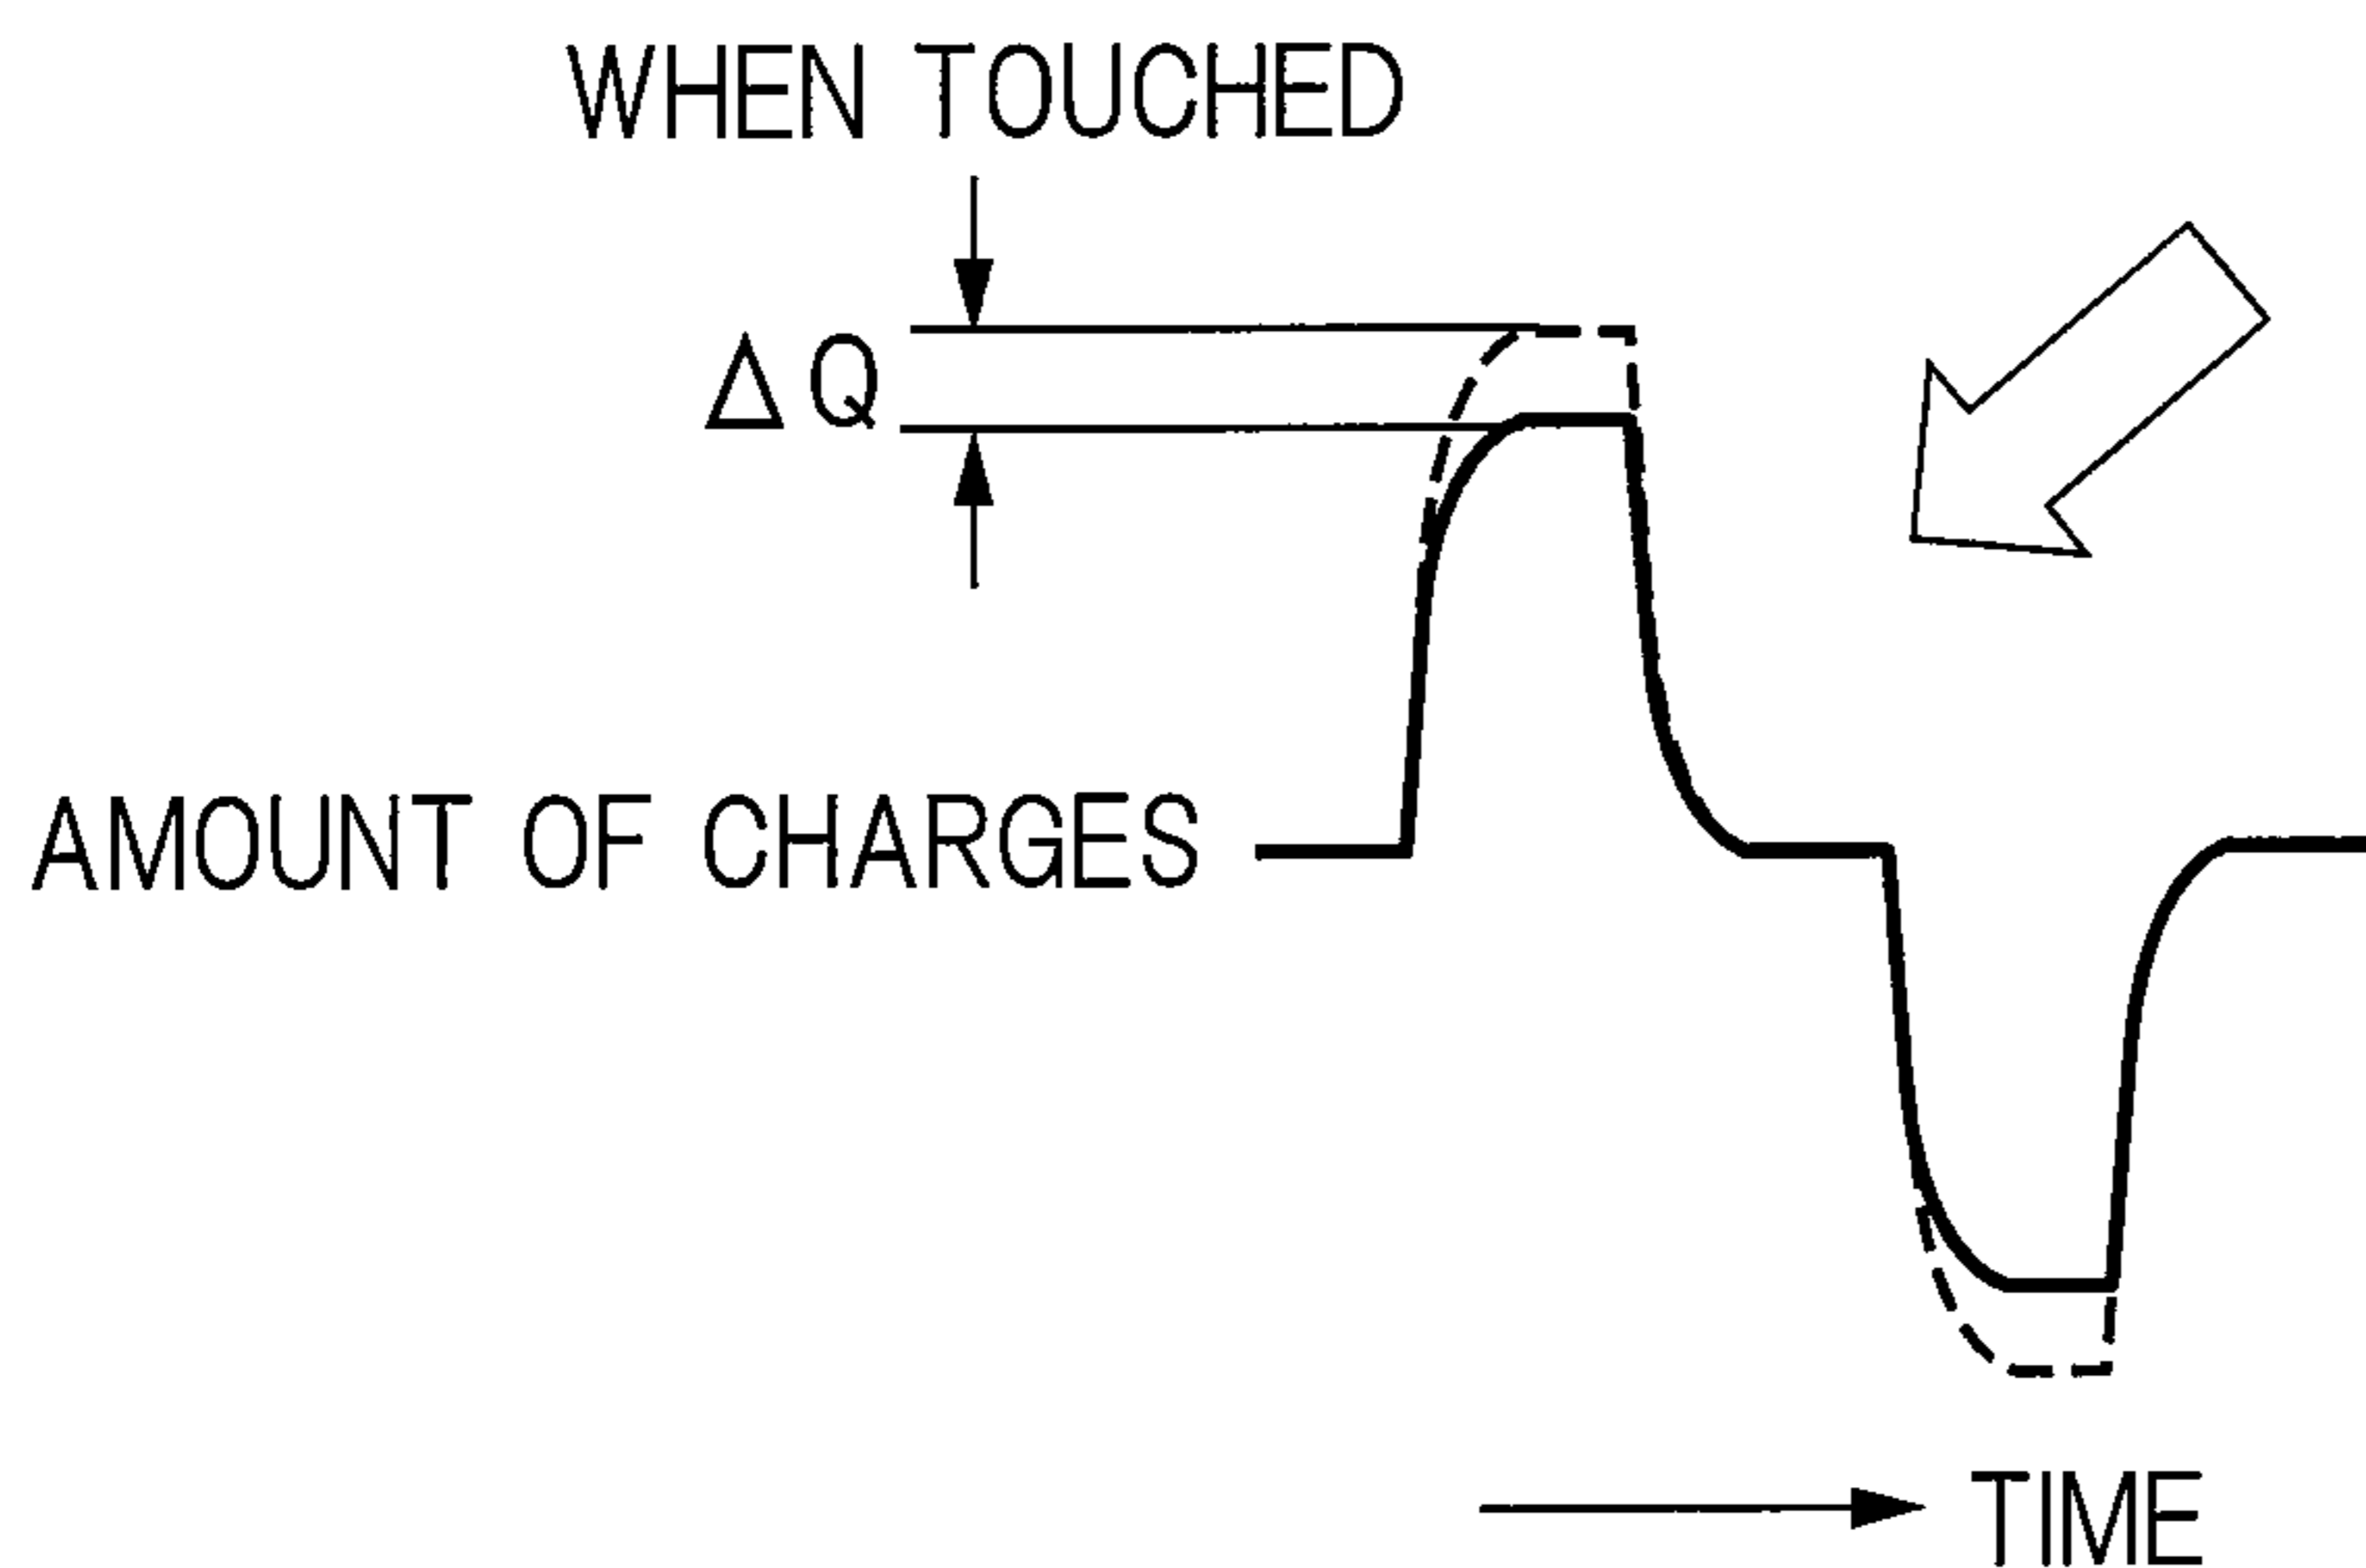 WHEN TOUCHED
ΔQ
AMOUNT OF CHARGES
TIME